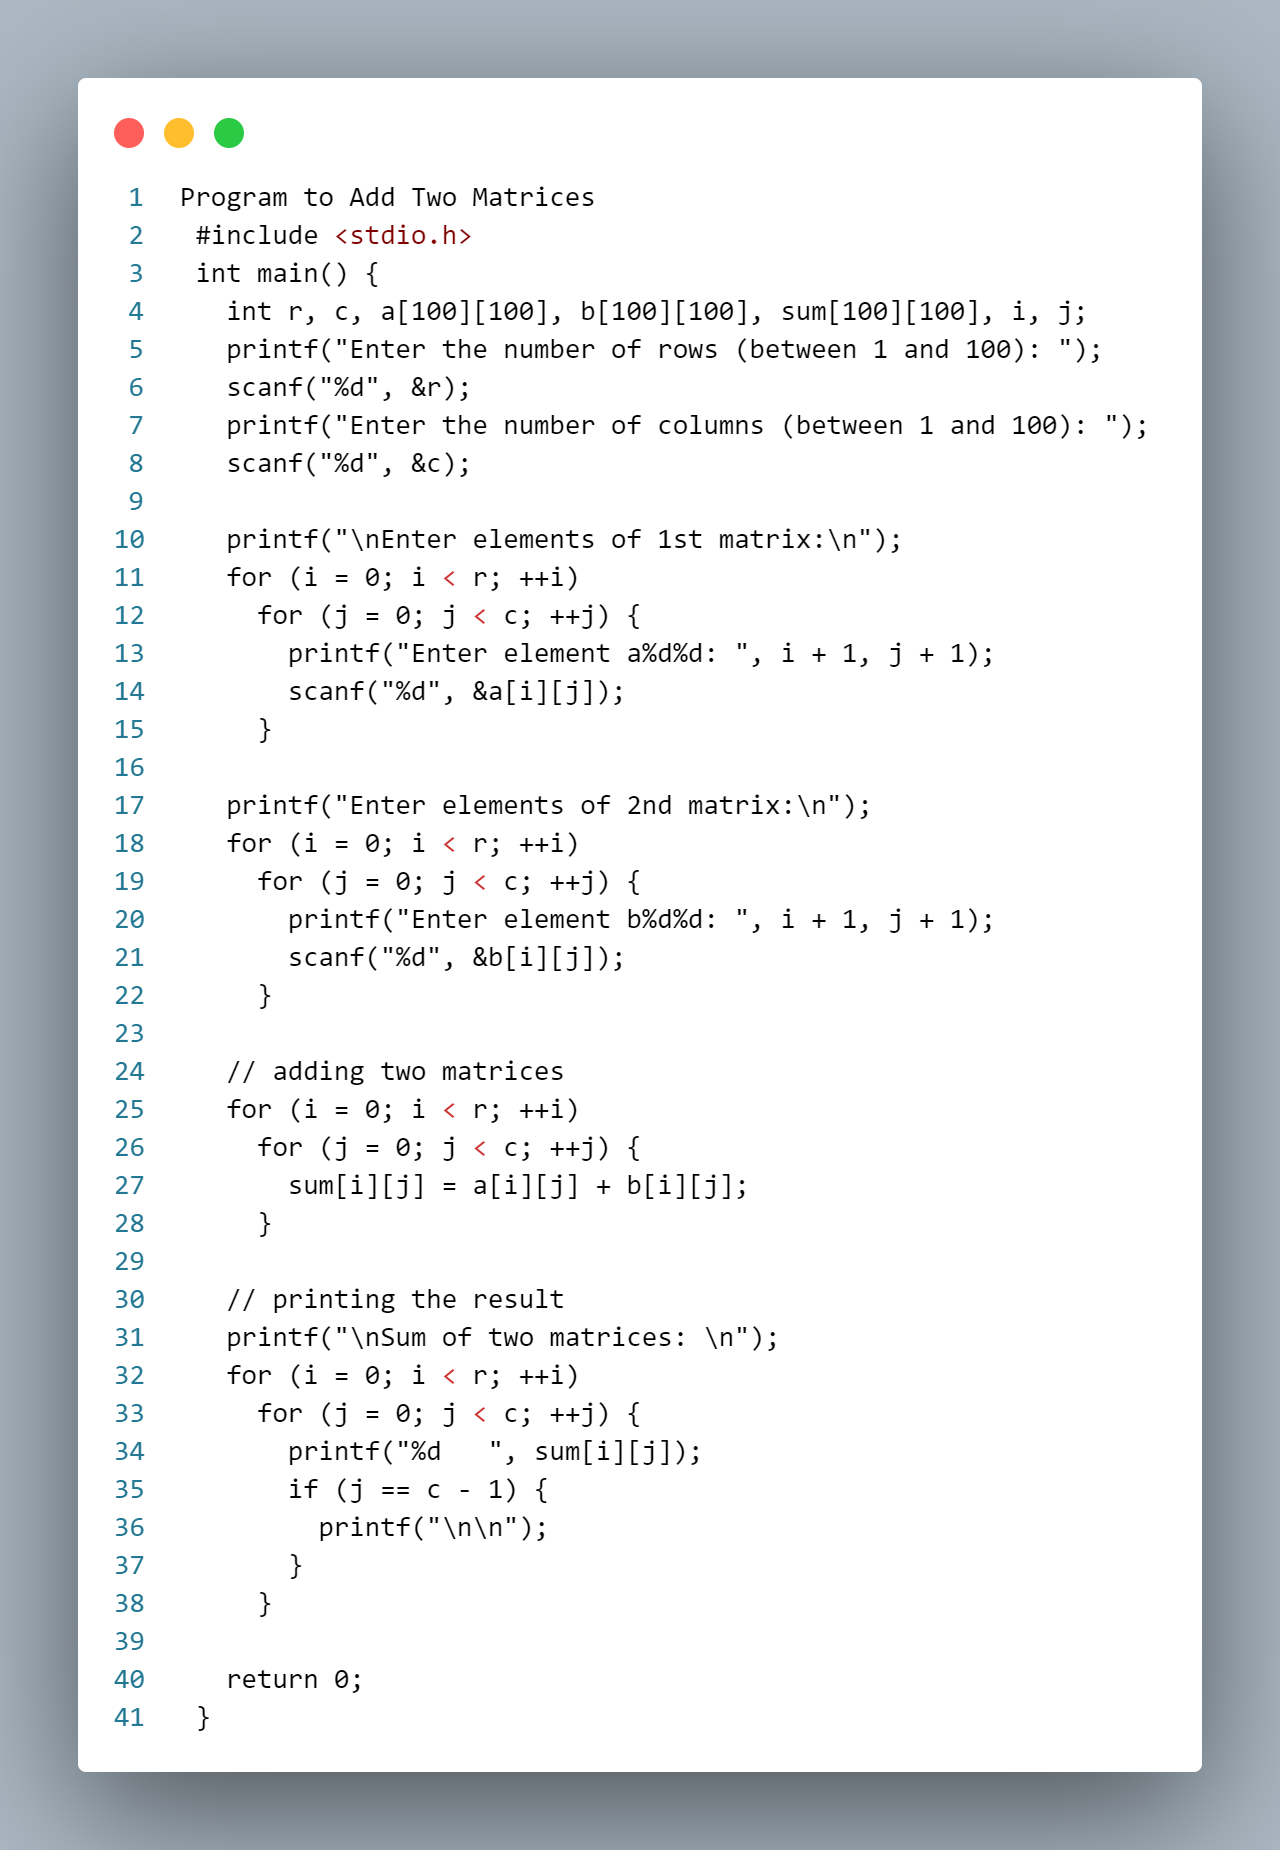 1 Program to Add Two Matrices
2  #include <stdio.h>
3  int main() {
4    int r, c, a[100][100], b[100][100], sum[100][100], i, j;
5    printf("Enter the number of rows (between 1 and 100): ");
6    scanf("%d", &r);
7    printf("Enter the number of columns (between 1 and 100): ");
8    scanf("%d", &c);
9
10    printf("\nEnter elements of 1st matrix:\n");
11    for (i = 0; i < r; ++i)
12      for (j = 0; j < c; ++j) {
13        printf("Enter element a%d%d: ", i + 1, j + 1);
14        scanf("%d", &a[i][j]);
15      }
16
17    printf("Enter elements of 2nd matrix:\n");
18    for (i = 0; i < r; ++i)
19      for (j = 0; j < c; ++j) {
20        printf("Enter element b%d%d: ", i + 1, j + 1);
21        scanf("%d", &b[i][j]);
22      }
23
24    // adding two matrices
25    for (i = 0; i < r; ++i)
26      for (j = 0; j < c; ++j) {
27        sum[i][j] = a[i][j] + b[i][j];
28      }
29
30    // printing the result
31    printf("\nSum of two matrices: \n");
32    for (i = 0; i < r; ++i)
33      for (j = 0; j < c; ++j) {
34        printf("%d   ", sum[i][j]);
35        if (j == c - 1) {
36          printf("\n\n");
37        }
38      }
39
40    return 0;
41  }